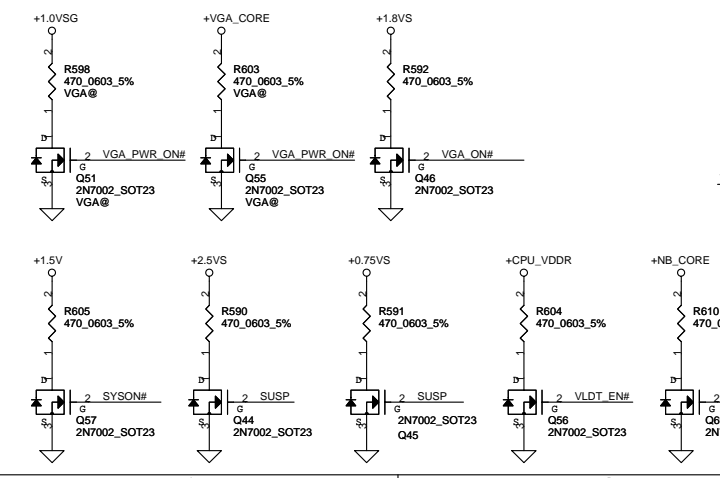 +1.0VSG
2
R598
470_0603_5%
VGA@
1
D
2
VGA_PWR_ON#
G
S
3
Q51
2N7002_SOT23
VGA@
+VGA_CORE
2
R603
470_0603_5%
VGA@
1
D
2
VGA_PWR_ON#
G
S
3
Q55
2N7002_SOT23
VGA@
+1.8VS
2
R592
470_0603_5%
1
D
2
VGA_ON#
G
S
3
Q46
2N7002_SOT23
+1.5V
2
R605
470_0603_5%
1
D
2
SYSON#
G
S
3
Q57
2N7002_SOT23
+2.5VS
2
R590
470_0603_5%
1
D
2
SUSP
G
S
3
Q44
2N7002_SOT23
+0.75VS
2
R591
470_0603_5%
1
D
2
SUSP
G
S
3
2N7002_SOT23
Q45
+CPU_VDDR
2
R604
470_0603_5%
1
D
2
VLDT_EN#
G
S
3
Q56
2N7002_SOT23
+NB_CORE
2
R610
1
D
2
G
S
3